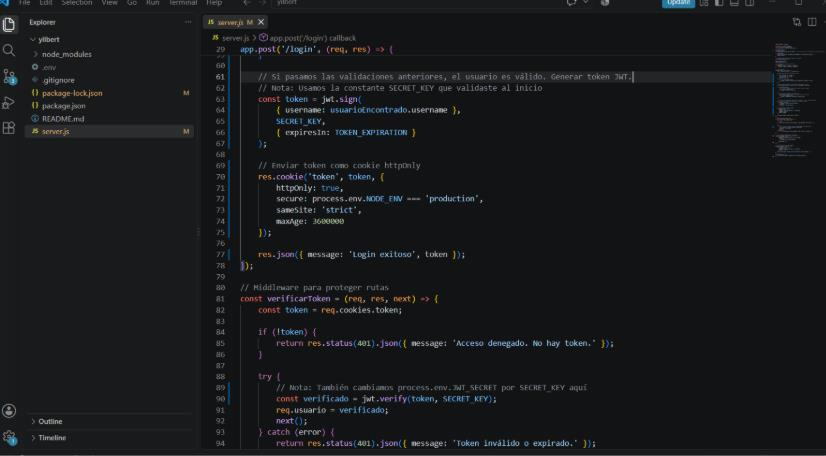 File Edit Selection View Go Run Terminal Help
yilbert
Update
Explorer
JS server.js M
yilbert
JS server.js > app.post('/login') callback
node_modules
29 app.post('/login', (req, res) => {
.env
59 }
.gitignore
60
package-lock.json M
61 // Si pasamos las validaciones anteriores, el usuario es válido. Generar token JWT.
package.json
62 // Nota: Usamos la constante SECRET_KEY que validaste al inicio
README.md
63 const token = jwt.sign(
JS server.js M
64 { username: usuarioEncontrado.username },
65 SECRET_KEY,
66 { expiresIn: TOKEN_EXPIRATION }
67 );
68
69 // Enviar token como cookie httpOnly
70 res.cookie('token', token, {
71 httpOnly: true,
72 secure: process.env.NODE_ENV === 'production',
73 sameSite: 'strict',
74 maxAge: 3600000
75 });
76
77 res.json({ message: 'Login exitoso', token });
78 });
79
80 // Middleware para proteger rutas
81 const verificarToken = (req, res, next) => {
82 const token = req.cookies.token;
83
84 if (!token) {
85 return res.status(401).json({ message: 'Acceso denegado. No hay token.' });
86 }
87
88 try {
89 // Nota: También cambiamos process.env.JWT_SECRET por SECRET_KEY aquí
90 const verificado = jwt.verify(token, SECRET_KEY);
91 req.usuario = verificado;
92 next();
Outline
93 } catch (error) {
Timeline
94 return res.status(401).json({ message: 'Token inválido o expirado.' });